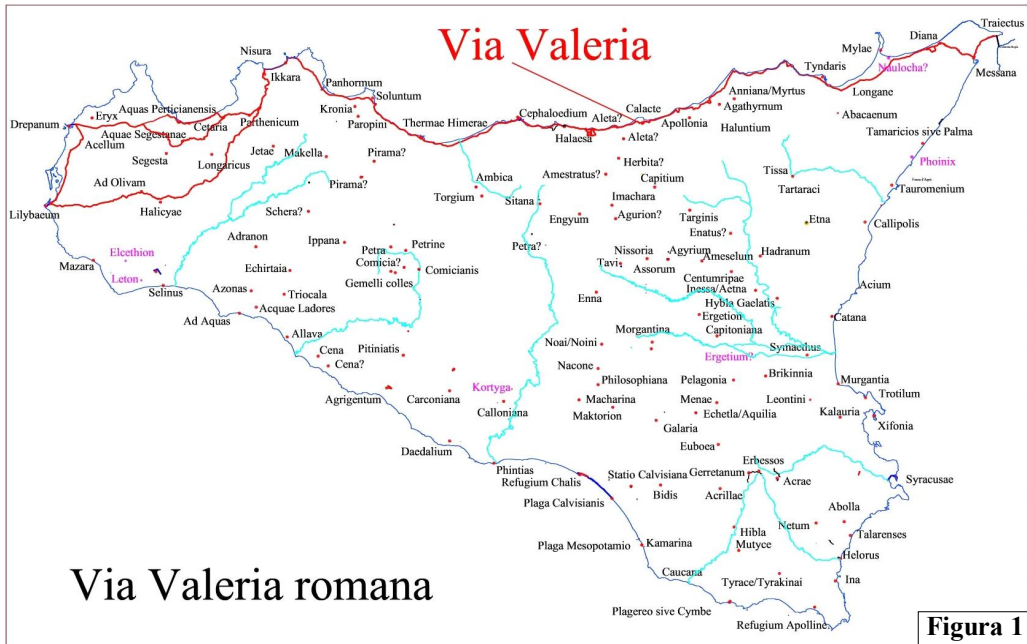 Via Valeria
Traiectus
Diana
Mylae
Naulocha?
Messana
Nisura
Ikkara
Tyndaris
Longane
Panhormum
Soluntum
Anniana/Myrtus
Agathyrnum
Abacaenum
Aquas Perticianensis
Kronia
Cephaloedium
Aleta?
Calacte
Drepanum
Eryx
Cetaria
Parthenicum
Paropini
Thermae Himerae
Halaesa
Apollonia
Haluntium
Tamaricios sive Palma
Acellum
Aquae Segestanae
Segesta
Longaricus
Jetae
Makella
Pirama?
Aleta?
Phoinix
Herbita?
Amestratus?
Capitium
Tissa
Tartaraci
Tauromenium
Ad Olivam
Pirama?
Ambica
Torgium
Sitana
Imachara
Lilybaeum
Halicyae
Schera?
Engyum
Agurion?
Targinis
Enatus?
Etna
Callipolis
Adranon
Ippana
Petra
Petrine
Petra?
Elcethion
Mazara
Leton
Selinus
Echirtaia
Comicia?
Comicianis
Gemelli colles
Nissoria
Agyrium
Hadranum
Tavi
Assorum
Ameselum
Centumripae
Inessa/Aetna
Acium
Azonas
Triocala
Acquae Ladores
Enna
Hybla Gaelatis
Ergetion
Capitoniana
Catana
Ad Aquas
Allava
Morgantina
Noai/Noini
Ergetium?
Symaethus
Cena
Cena?
Pitiniatis
Nacone
Philosophiana
Pelagonia
Brikinnia
Murgantia
Agrigentum
Carconiana
Kortyga
Calloniana
Macharina
Maktorion
Menae
Leontini
Trotilum
Echetla/Aquilia
Kalauria
Xifonia
Galaria
Daedalium
Euboea
Phintias
Refugium Chalis
Statio Calvisiana
Gerretanum
Erbessos
Acrae
Syracusae
Plaga Calvisianis
Bidis
Acrillae
Abolla
Hibla
Netum
Talarenses
Plaga Mesopotamio
Kamarina
Mutyce
Helorus
Caucana
Tyrace/Tyrakinai
Ina
Plagereo sive Cymbe
Refugium Apolline
Via Valeria romana
Figura 1